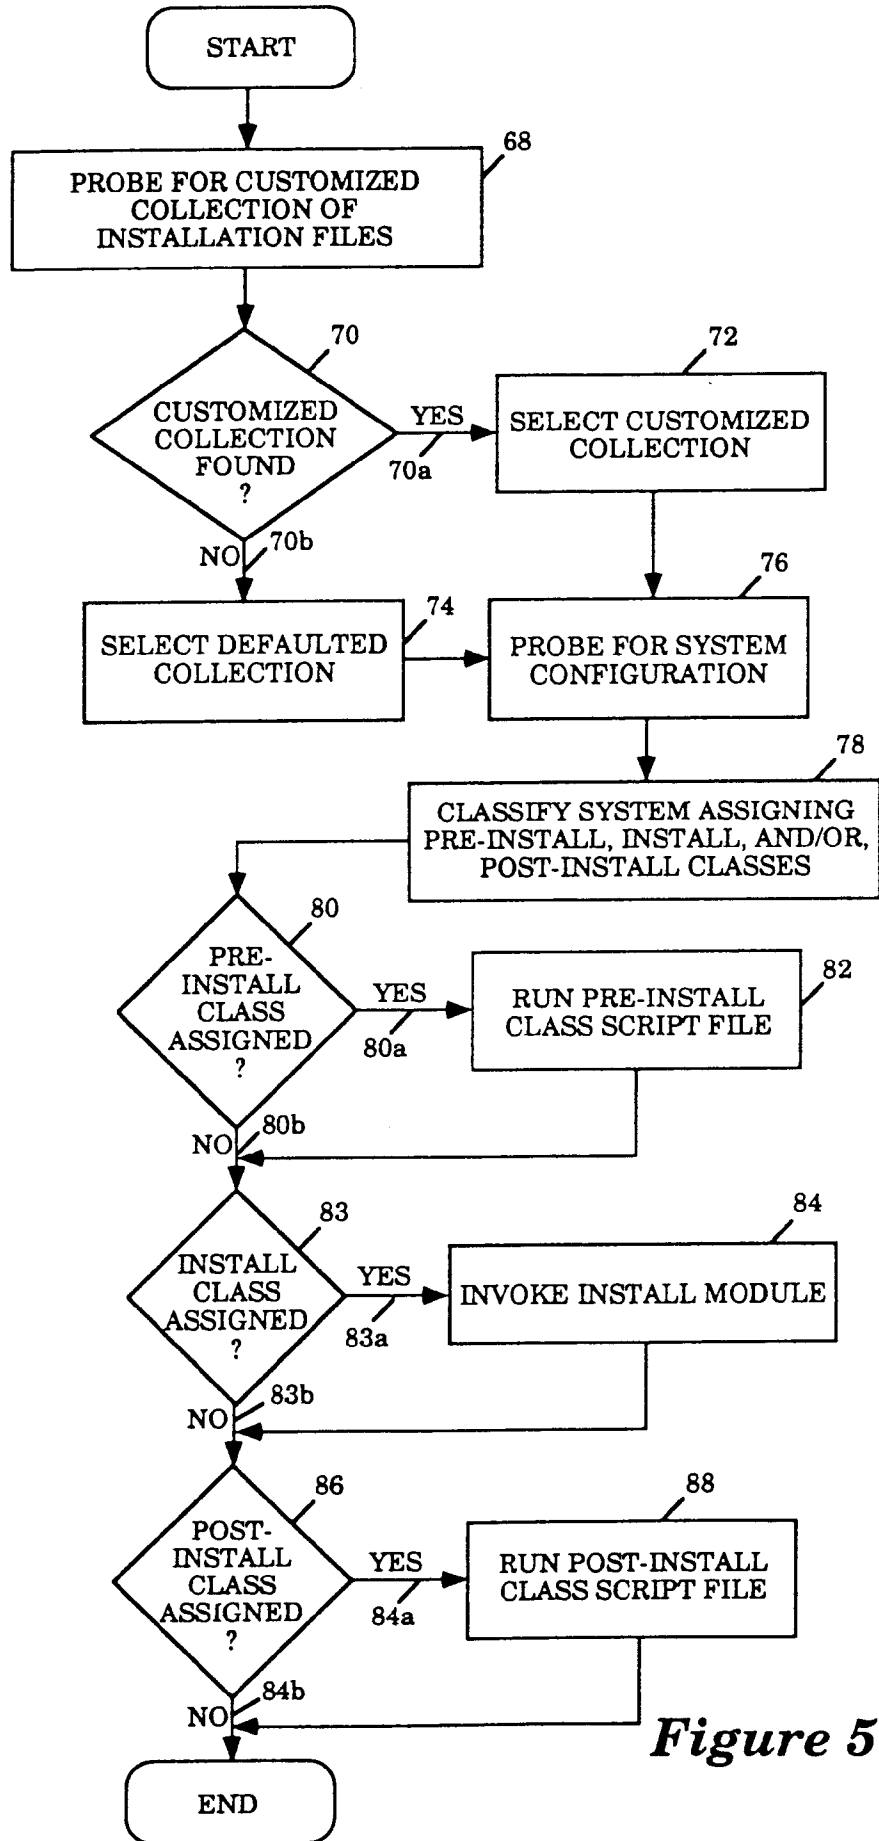 START
68
PROBE FOR CUSTOMIZED
COLLECTION OF
INSTALLATION FILES
70
CUSTOMIZED
COLLECTION
FOUND
?
YES
70a
72
SELECT CUSTOMIZED
COLLECTION
NO
70b
74
SELECT DEFAULTED
COLLECTION
76
PROBE FOR SYSTEM
CONFIGURATION
78
CLASSIFY SYSTEM ASSIGNING
PRE-INSTALL, INSTALL, AND/OR,
POST-INSTALL CLASSES
80
PRE-
INSTALL
CLASS
ASSIGNED
?
YES
80a
82
RUN PRE-INSTALL
CLASS SCRIPT FILE
NO
80b
83
INSTALL
CLASS
ASSIGNED
?
YES
83a
84
INVOKE INSTALL MODULE
NO
83b
86
POST-
INSTALL
CLASS
ASSIGNED
?
YES
84a
88
RUN POST-INSTALL
CLASS SCRIPT FILE
NO
84b
END
Figure 5